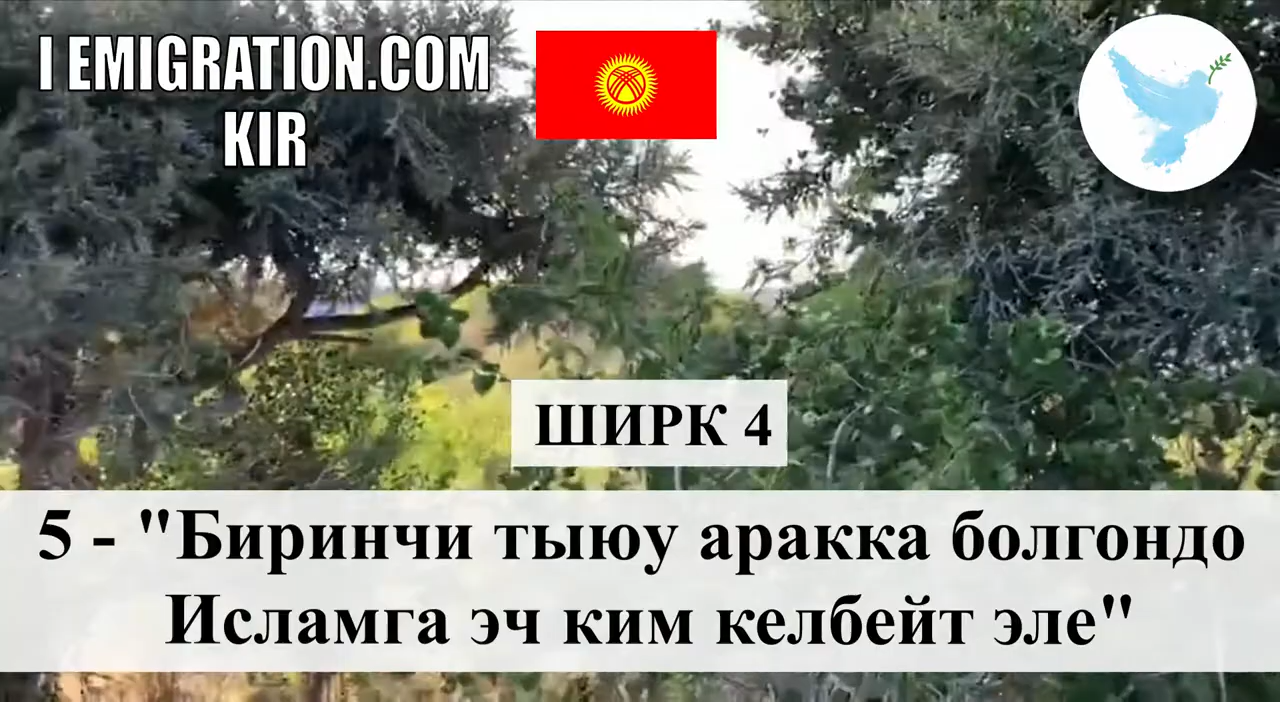 I EMIGRATION.COM
KIR
ШИРК 4
5 - "Биринчи тыюу аракка болгондо
Исламга эч ким келбейт эле"